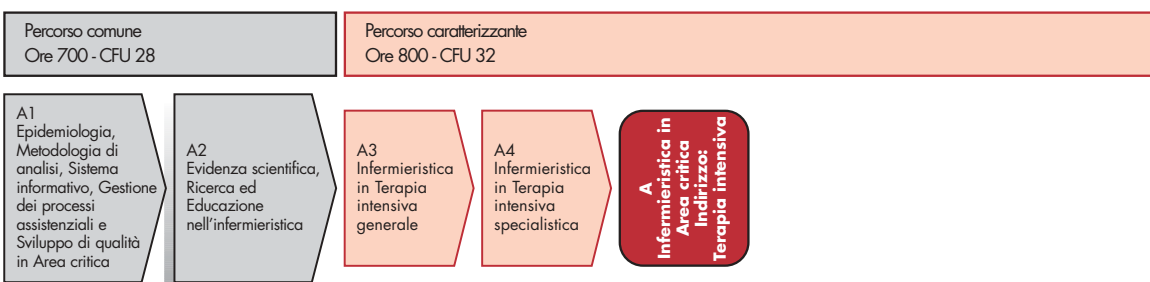 Percorso comune
Ore 700 - CFU 28
Percorso caratterizzante
Ore 800 - CFU 32
A1
Epidemiologia,
Metodologia di
analisi, Sistema
informativo, Gestione
dei processi
assistenziali e
Sviluppo di qualità
in Area critica
A2
Evidenza scientifica,
Ricerca ed
Educazione
nell'infermieristica
A3
Infermieristica
in Terapia
intensiva
generale
A4
Infermieristica
in Terapia
intensiva
specialistica
A
Infermieristica in
Area critica
Indirizzo:
Terapia intensiva